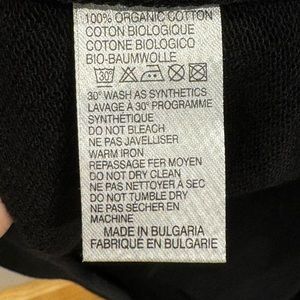 100% ORGANIC COTTON
COTON BIOLOGIQUE
COTONE BIOLOGICO
BIO-BAUMWOLLE
30°
30° WASH AS SYNTHETICS
LAVAGE À 30° PROGRAMME
SYNTHÉTIQUE
DO NOT BLEACH
NE PAS JAVELLISER
WARM IRON
REPASSAGE FER MOYEN
DO NOT DRY CLEAN
NE PAS NETTOYER À SEC
DO NOT TUMBLE DRY
NE PAS SÉCHER EN
MACHINE
MADE IN BULGARIA
FABRIQUÉ EN BULGARIE